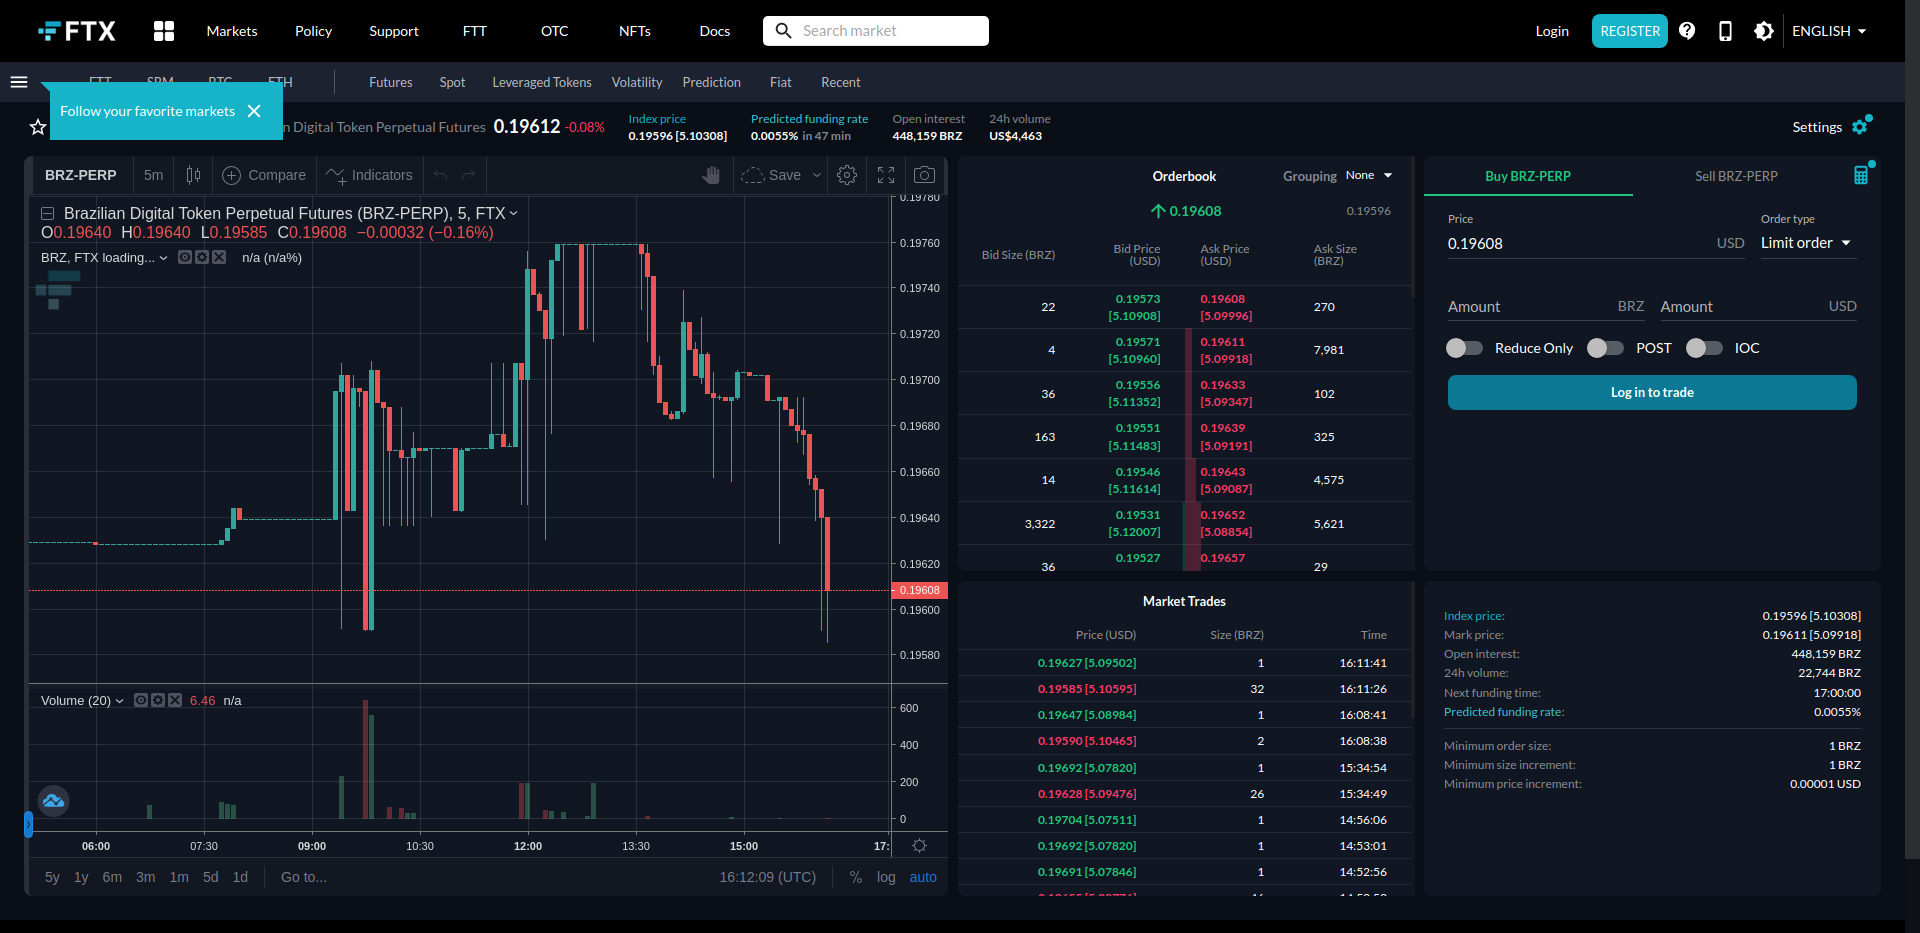 FTX
Markets
Policy
Support
FTT
OTC
NFTs
Docs
Search market
Login
REGISTER
ENGLISH
Futures
Spot
Leveraged Tokens
Volatility
Prediction
Fiat
Recent
Follow your favorite markets
n Digital Token Perpetual Futures
0.19612
-0.08%
Index price
0.19596 [5.10308]
Predicted funding rate
0.0055% in 47 min
Open interest
448,159 BRZ
24h volume
US$4,463
Settings
BRZ-PERP
5m
Compare
Indicators
Save
Brazilian Digital Token Perpetual Futures (BRZ-PERP), 5, FTX
O0.19640 H0.19640 L0.19585 C0.19608 −0.00032 (−0.16%)
BRZ, FTX loading...
n/a (n/a%)
0.19780
0.19760
0.19740
0.19720
0.19700
0.19680
0.19660
0.19640
0.19620
0.19608
0.19600
0.19580
Volume (20)
6.46 n/a
600
400
200
0
06:00
07:30
09:00
10:30
12:00
13:30
15:00
17:
5y 1y 6m 3m 1m 5d 1d
Go to...
16:12:09 (UTC)
% log auto
Orderbook
Grouping None
0.19608
0.19596
Bid Size (BRZ)
Bid Price
(USD)
Ask Price
(USD)
Ask Size
(BRZ)
22 0.19573 [5.10908] 0.19608 [5.09996] 270
4 0.19571 [5.10960] 0.19611 [5.09918] 7,981
36 0.19556 [5.11352] 0.19633 [5.09347] 102
163 0.19551 [5.11483] 0.19639 [5.09191] 325
14 0.19546 [5.11614] 0.19643 [5.09087] 4,575
3,322 0.19531 [5.12007] 0.19652 [5.08854] 5,621
36 0.19527 0.19657 29
Market Trades
Price (USD) Size (BRZ) Time
0.19627 [5.09502] 1 16:11:41
0.19585 [5.10595] 32 16:11:26
0.19647 [5.08984] 1 16:08:41
0.19590 [5.10465] 2 16:08:38
0.19692 [5.07820] 1 15:34:54
0.19628 [5.09476] 26 15:34:49
0.19704 [5.07511] 1 14:56:06
0.19692 [5.07820] 1 14:53:01
0.19691 [5.07846] 1 14:52:56
Buy BRZ-PERP
Sell BRZ-PERP
Price
0.19608 USD
Order type
Limit order
Amount BRZ
Amount USD
Reduce Only
POST
IOC
Log in to trade
Index price: 0.19596 [5.10308]
Mark price: 0.19611 [5.09918]
Open interest: 448,159 BRZ
24h volume: 22,744 BRZ
Next funding time: 17:00:00
Predicted funding rate: 0.0055%
Minimum order size: 1 BRZ
Minimum size increment: 1 BRZ
Minimum price increment: 0.00001 USD